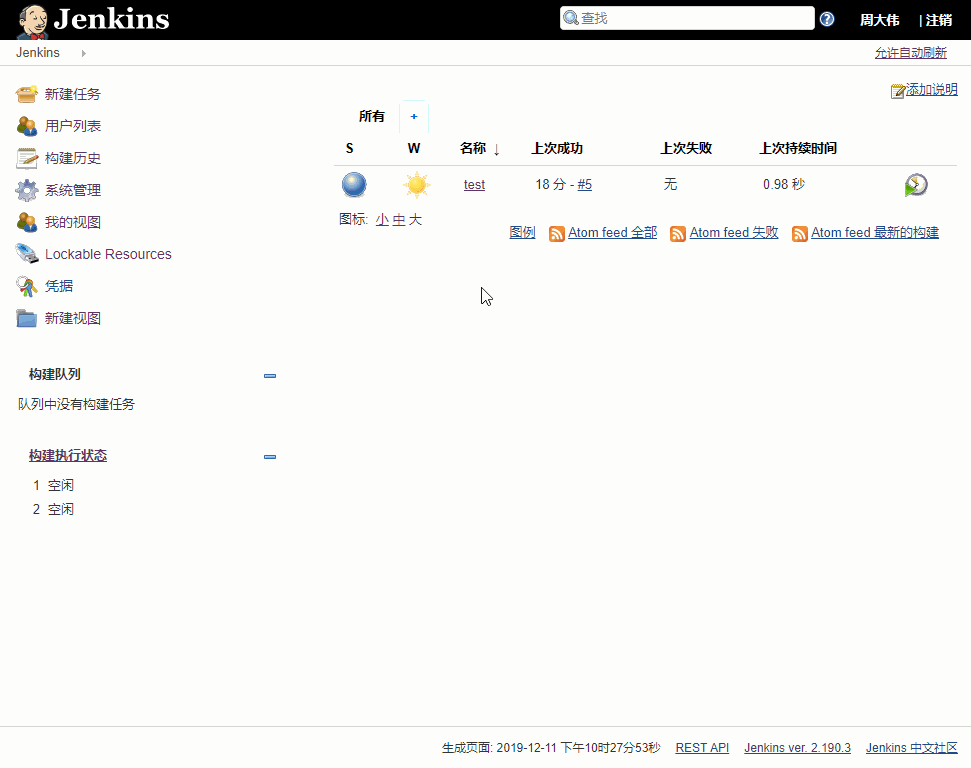 Jenkins
查找
周大伟 | 注销
Jenkins
允许自动刷新
新建任务
用户列表
构建历史
系统管理
我的视图
Lockable Resources
凭据
新建视图
构建队列
队列中没有构建任务
构建执行状态
1 空闲
2 空闲
添加说明
所有 +
S W 名称 ↓ 上次成功 上次失败 上次持续时间
test 18 分 - #5 无 0.98 秒
图标: 小 中 大
图例 Atom feed 全部 Atom feed 失败 Atom feed 最新的构建
生成页面: 2019-12-11 下午10时27分53秒 REST API Jenkins ver. 2.190.3 Jenkins 中文社区